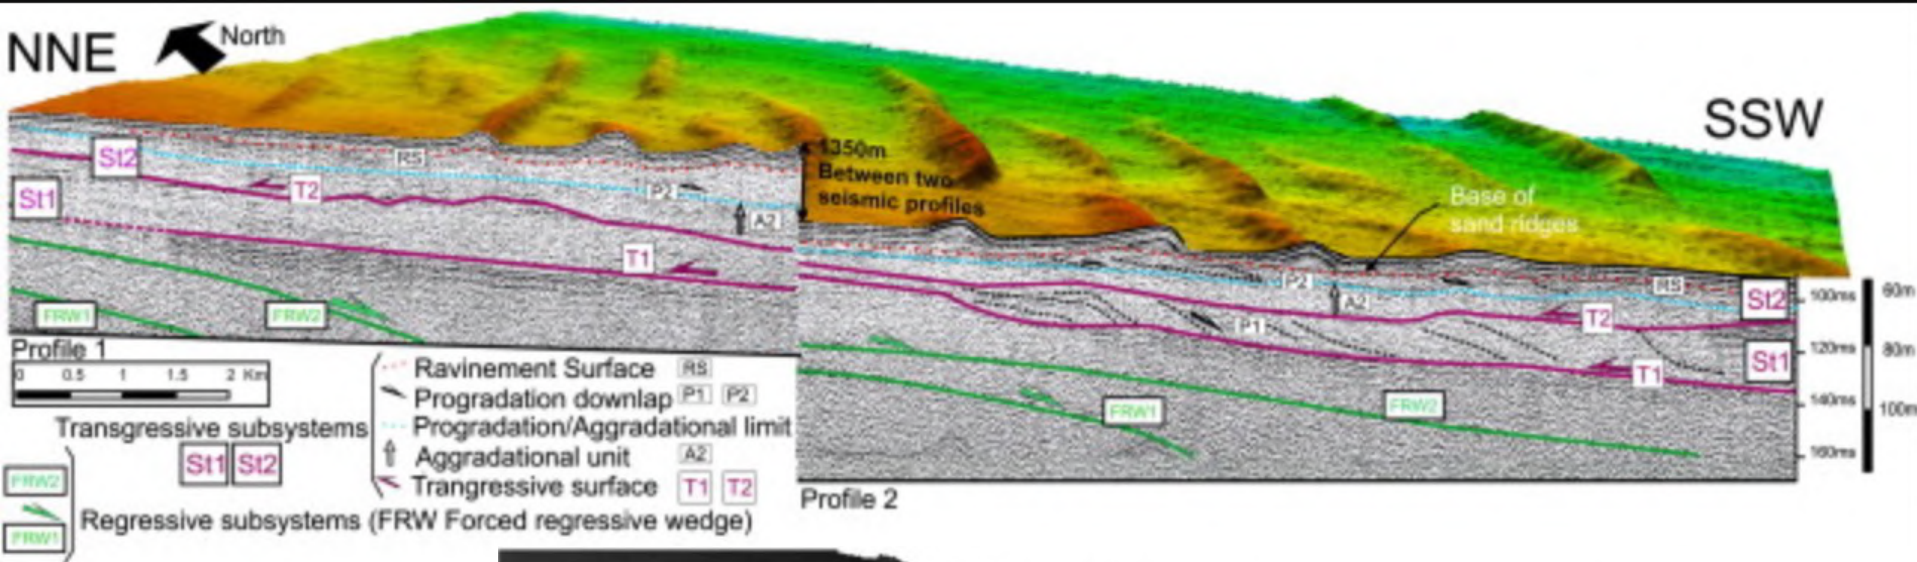 NNE
North
SSW
1350m
Between two
seismic profiles
Base of
sand ridges
St2
St1
RS
T2
P2
A2
T1
FRW1
FRW2
P2
A2
RS
St2
T2
P1
St1
T1
FRW1
FRW2
100ms
120ms
140ms
160ms
60m
80m
100m
Profile 1
0 0.5 1 1.5 2 Km
Profile 2
Ravinement Surface RS
Progradation downlap P1 P2
Progradation/Aggradational limit
Aggradational unit A2
Trangressive surface T1 T2
Transgressive subsystems
St1 St2
FRW2
FRW1
Regressive subsystems (FRW Forced regressive wedge)